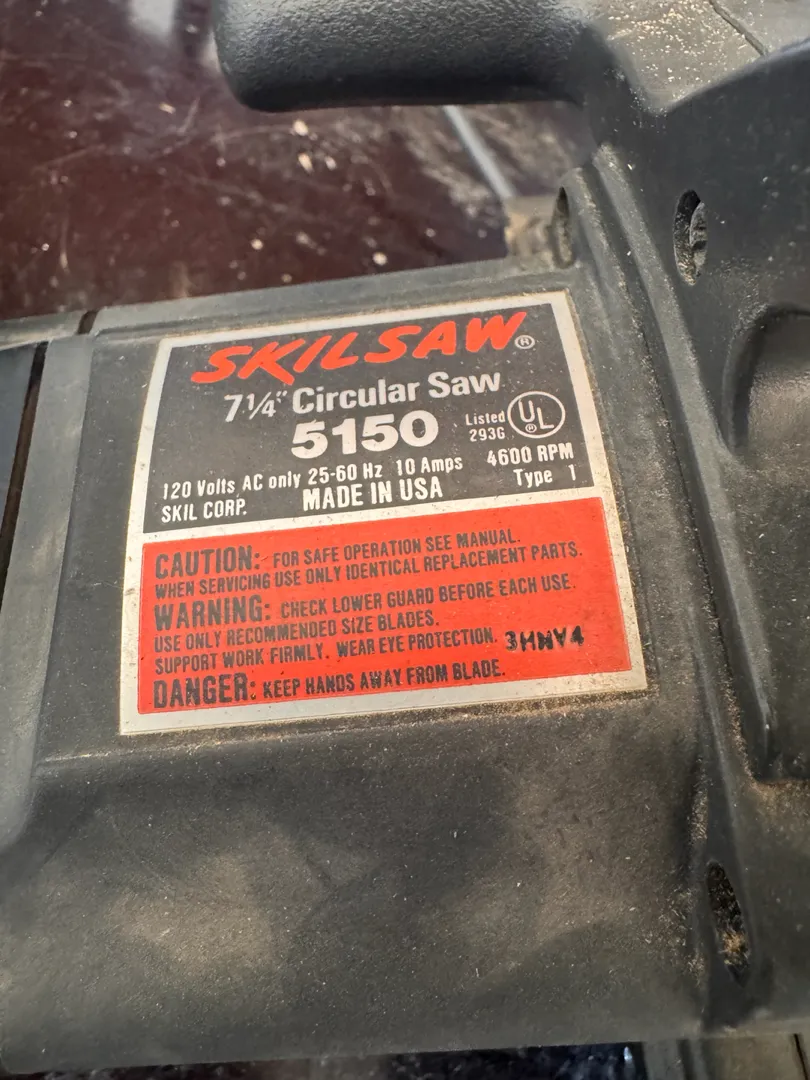 SKILSAW®
7 1/4" Circular Saw
5150
Listed 293G UL®
120 Volts AC only 25-60 Hz 10 Amps 4600 RPM
SKIL CORP. MADE IN USA Type 1
CAUTION: FOR SAFE OPERATION SEE MANUAL.
WHEN SERVICING USE ONLY IDENTICAL REPLACEMENT PARTS.
WARNING: CHECK LOWER GUARD BEFORE EACH USE.
USE ONLY RECOMMENDED SIZE BLADES.
SUPPORT WORK FIRMLY. WEAR EYE PROTECTION. 3HNY4
DANGER: KEEP HANDS AWAY FROM BLADE.